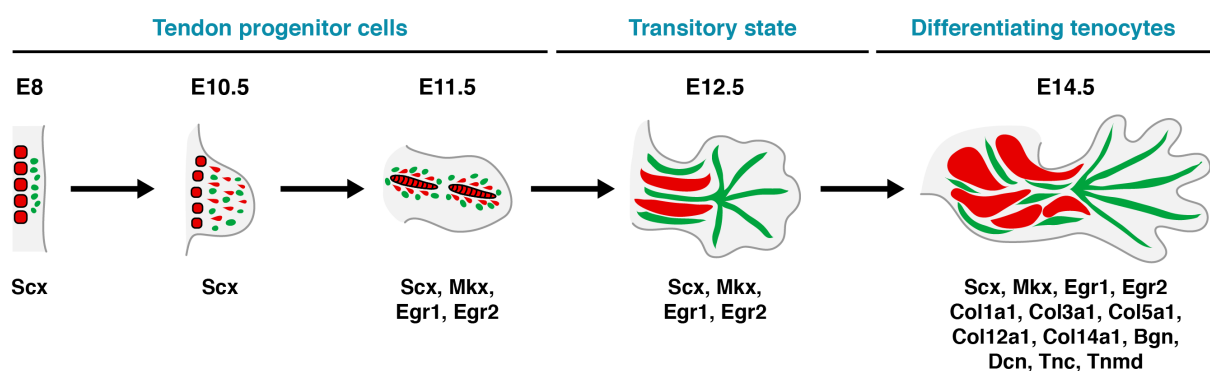 Tendon progenitor cells
Transitory state
Differentiating tenocytes
E8
E10.5
E11.5
E12.5
E14.5
Scx
Scx
Scx, Mkx,
Egr1, Egr2
Scx, Mkx,
Egr1, Egr2
Scx, Mkx, Egr1, Egr2
Col1a1, Col3a1, Col5a1,
Col12a1, Col14a1, Bgn,
Dcn, Tnc, Tnmd